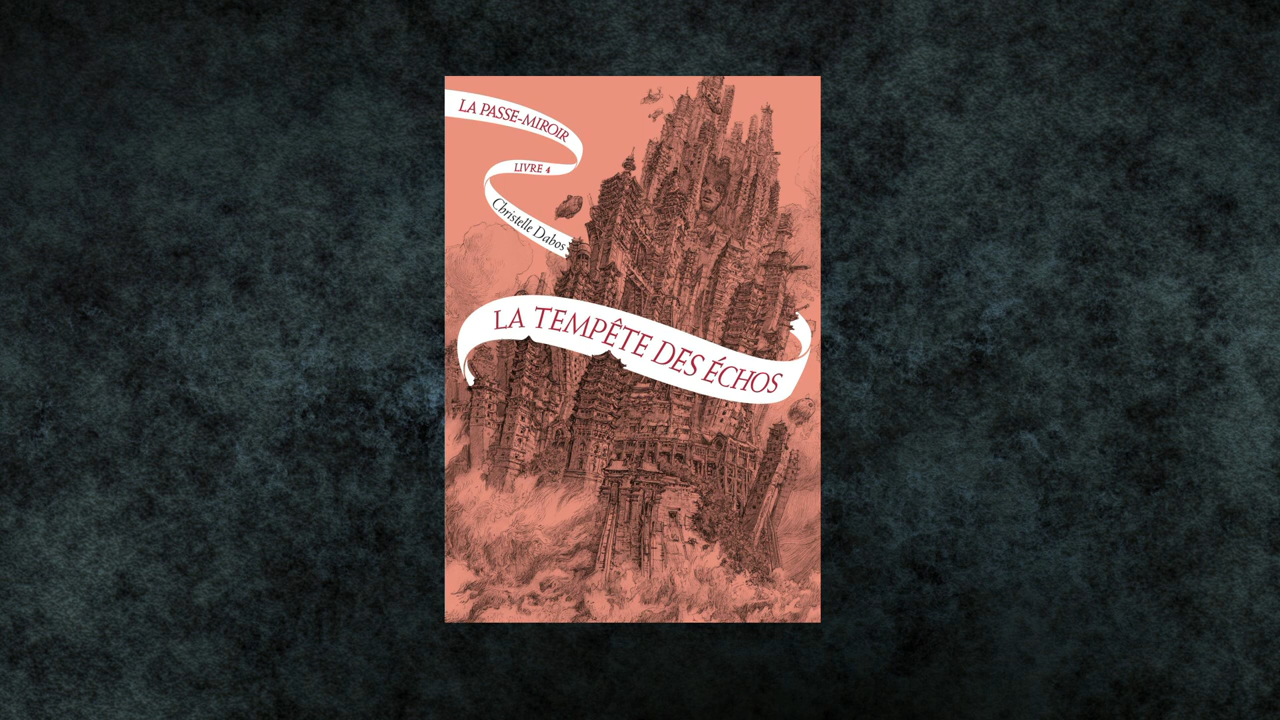 LA PASSE-MIROIR
LIVRE 4
Christelle Dabos
LA TEMPÊTE DES ÉCHOS